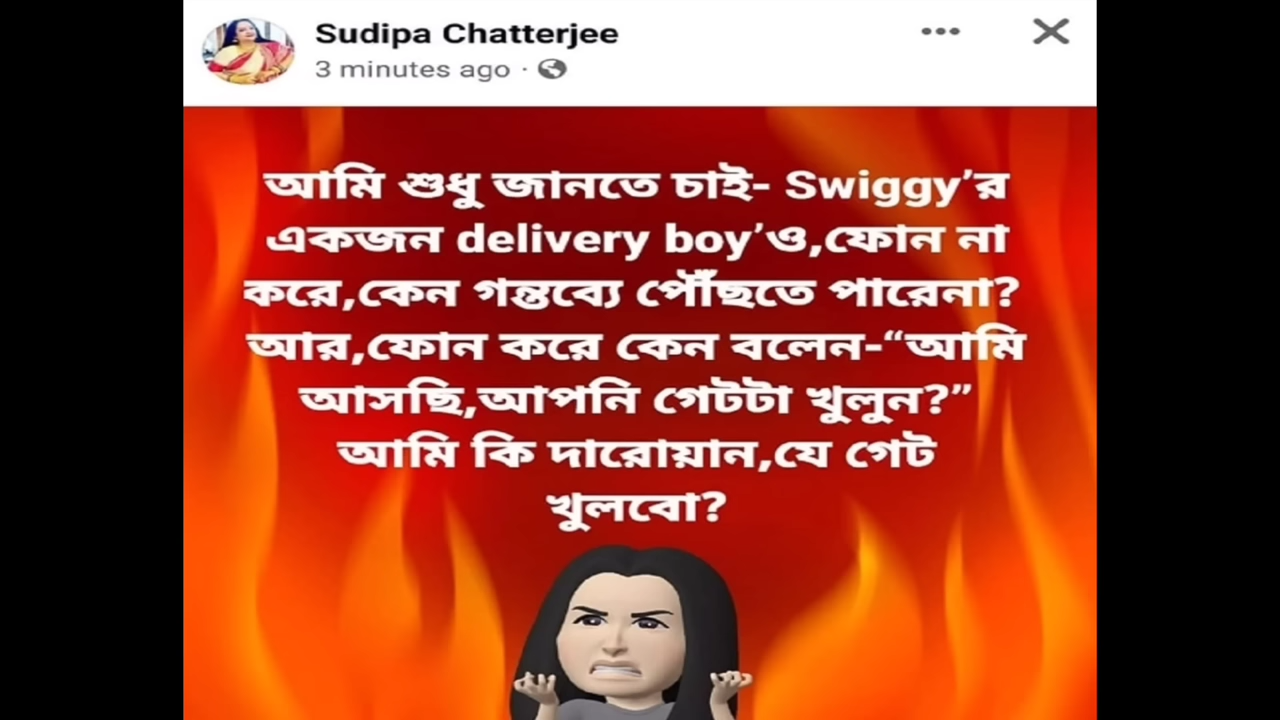 Sudipa Chatterjee
3 minutes ago ·
আমি শুধু জানতে চাই- Swiggy’র
একজন delivery boy’ও,ফোন না
করে,কেন গন্তব্যে পৌঁছতে পারেনা?
আর,ফোন করে কেন বলেন-“আমি
আসছি,আপনি গেটটা খুলুন?”
আমি কি দারোয়ান,যে গেট
খুলবো?